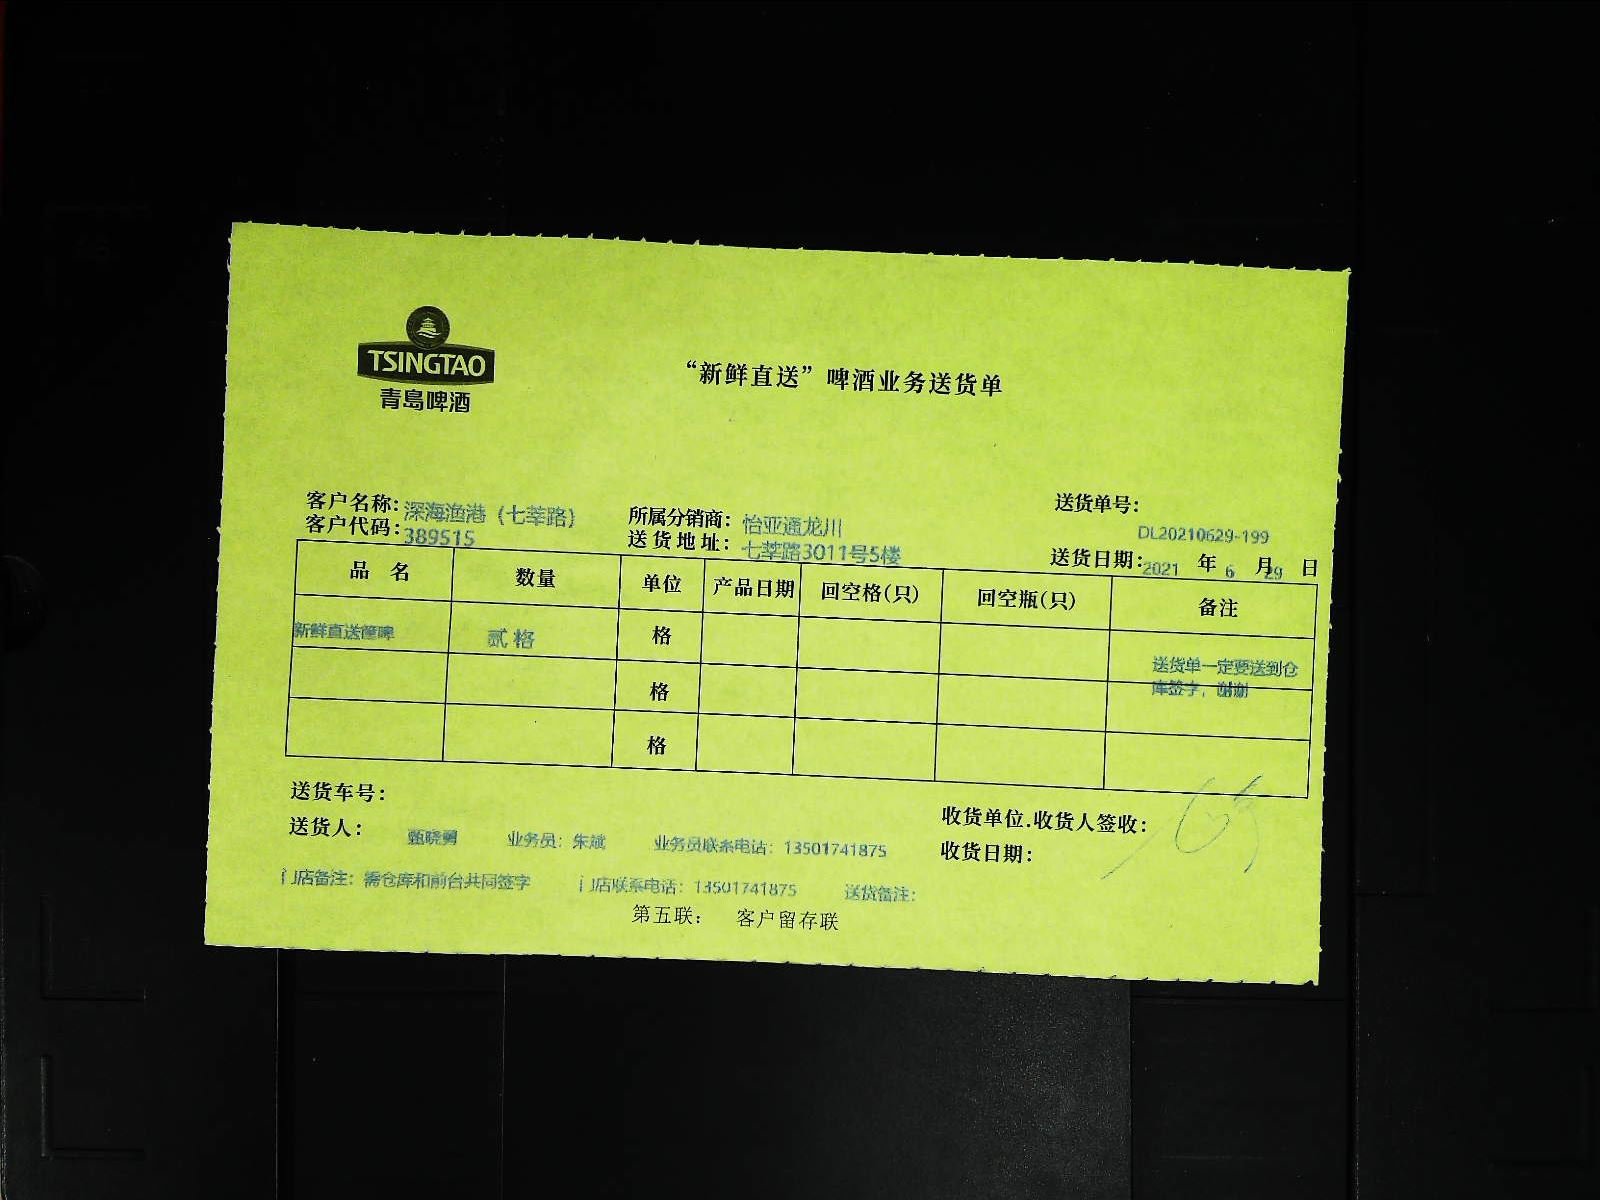 TSINGTAO
青島啤酒
“新鲜直送”啤酒业务送货单
客户名称：深海渔港（七莘路） 所属分销商：怡亚通龙川 送货单号：DL20210629-199
客户代码：389515 送货地址：七莘路3011号5楼 送货日期：2021 年 6 月 29 日
品 名 数量 单位 产品日期 回空格(只) 回空瓶(只) 备注
新鲜直送筐啤 贰 格 格 送货单一定要送到仓
库签字，谢谢
格
格
送货车号：
送货人： 甄晓勇 业务员：朱斌 业务员联系电话：13501741875 收货单位.收货人签收：
收货日期：
门店备注：需仓库和前台共同签字 门店联系电话：13501741875 送货备注：
第五联： 客户留存联